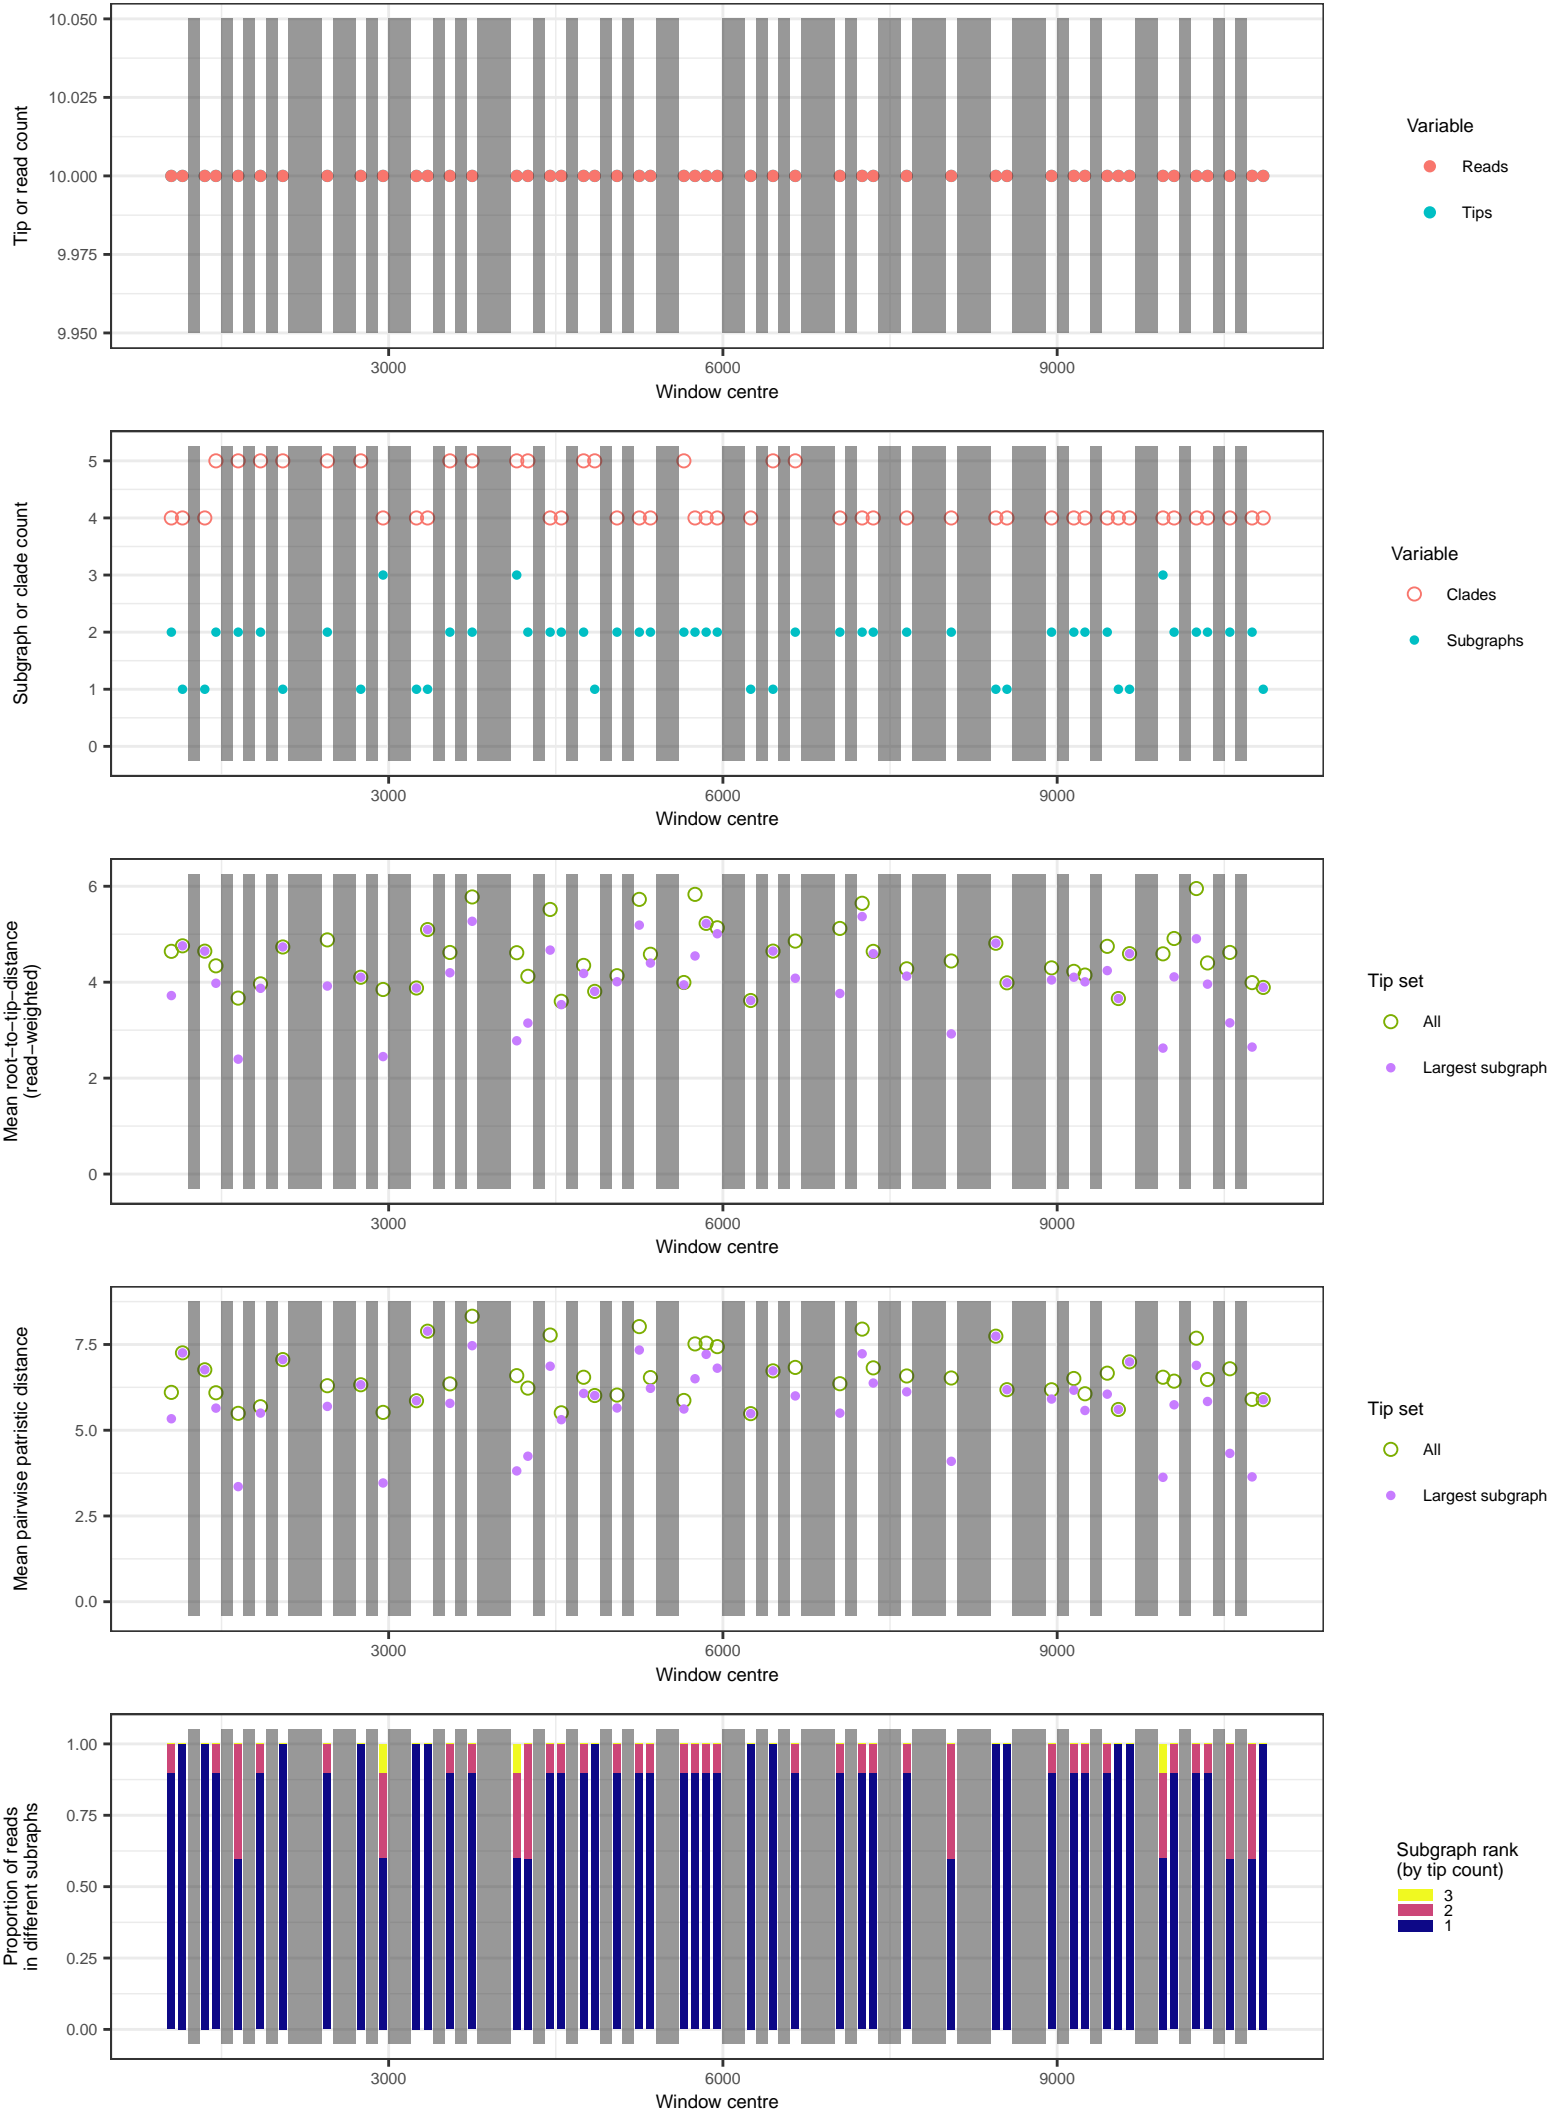 10.050
10.025
10.000
9.975
9.950
Tip or read count
3000
6000
9000
Window centre
Variable
Reads
Tips
5
4
3
2
1
0
Subgraph or clade count
3000
6000
9000
Window centre
Variable
Clades
Subgraphs
6
4
2
0
Mean root−to−tip−distance
(read−weighted)
3000
6000
9000
Window centre
Tip set
All
Largest subgraph
7.5
5.0
2.5
0.0
Mean pairwise patristic distance
3000
6000
9000
Window centre
Tip set
All
Largest subgraph
1.00
0.75
0.50
0.25
0.00
Proportion of reads
in different subraphs
3000
6000
9000
Window centre
Subgraph rank
(by tip count)
3
2
1